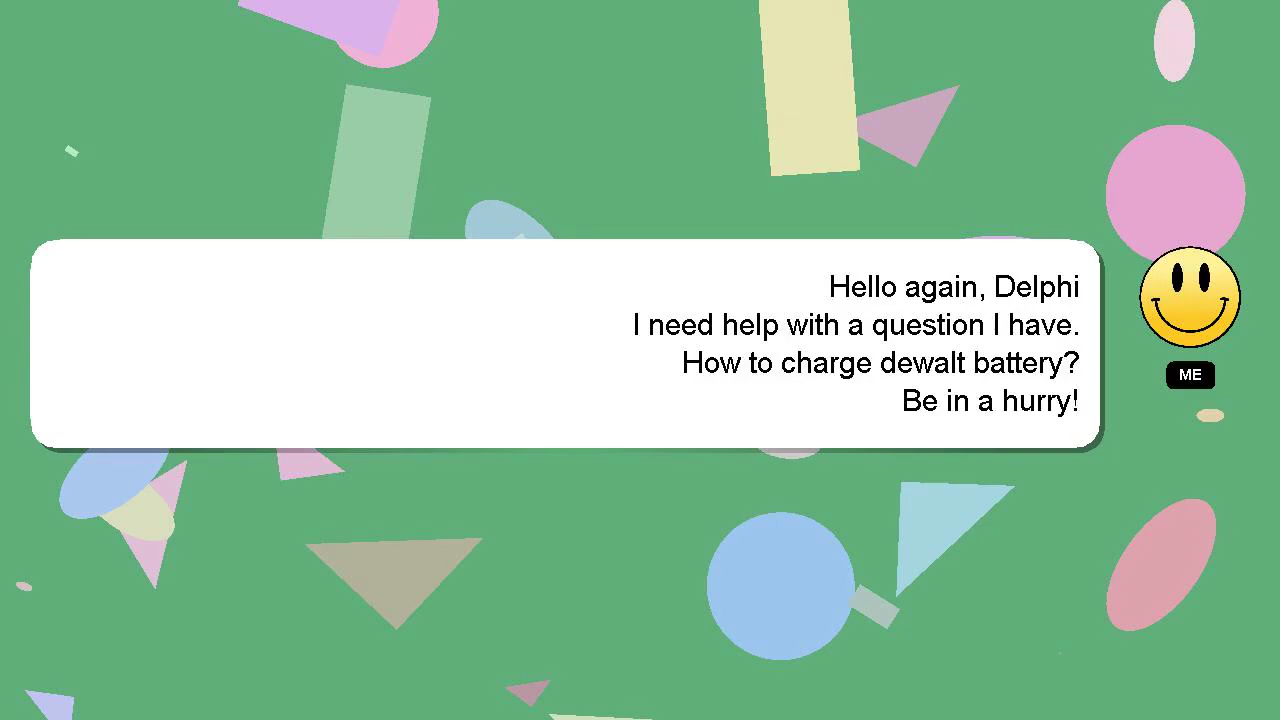 Hello again, Delphi
I need help with a question I have.
How to charge dewalt battery?
Be in a hurry!
ME